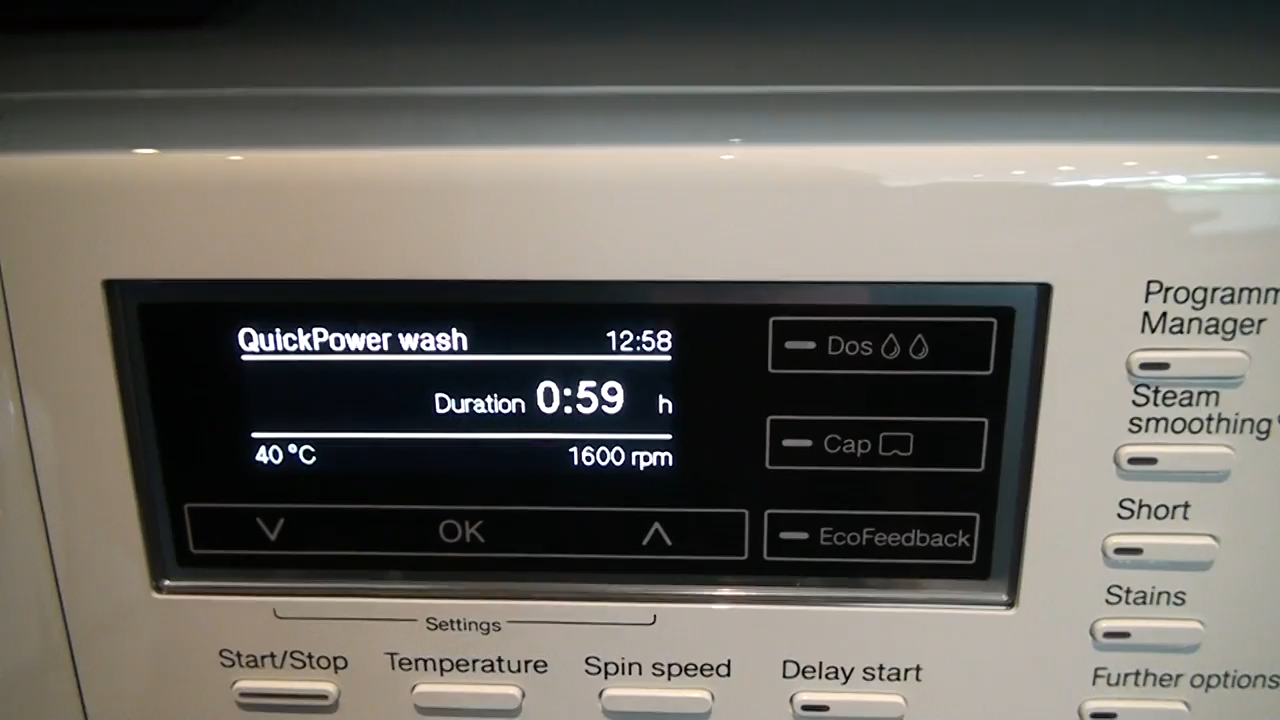 QuickPower wash 12:58
Duration 0:59 h
40 °C 1600 rpm
OK
Dos
Cap
EcoFeedback
Settings
Start/Stop Temperature Spin speed Delay start
Programm
Manager
Steam
smoothing
Short
Stains
Further options